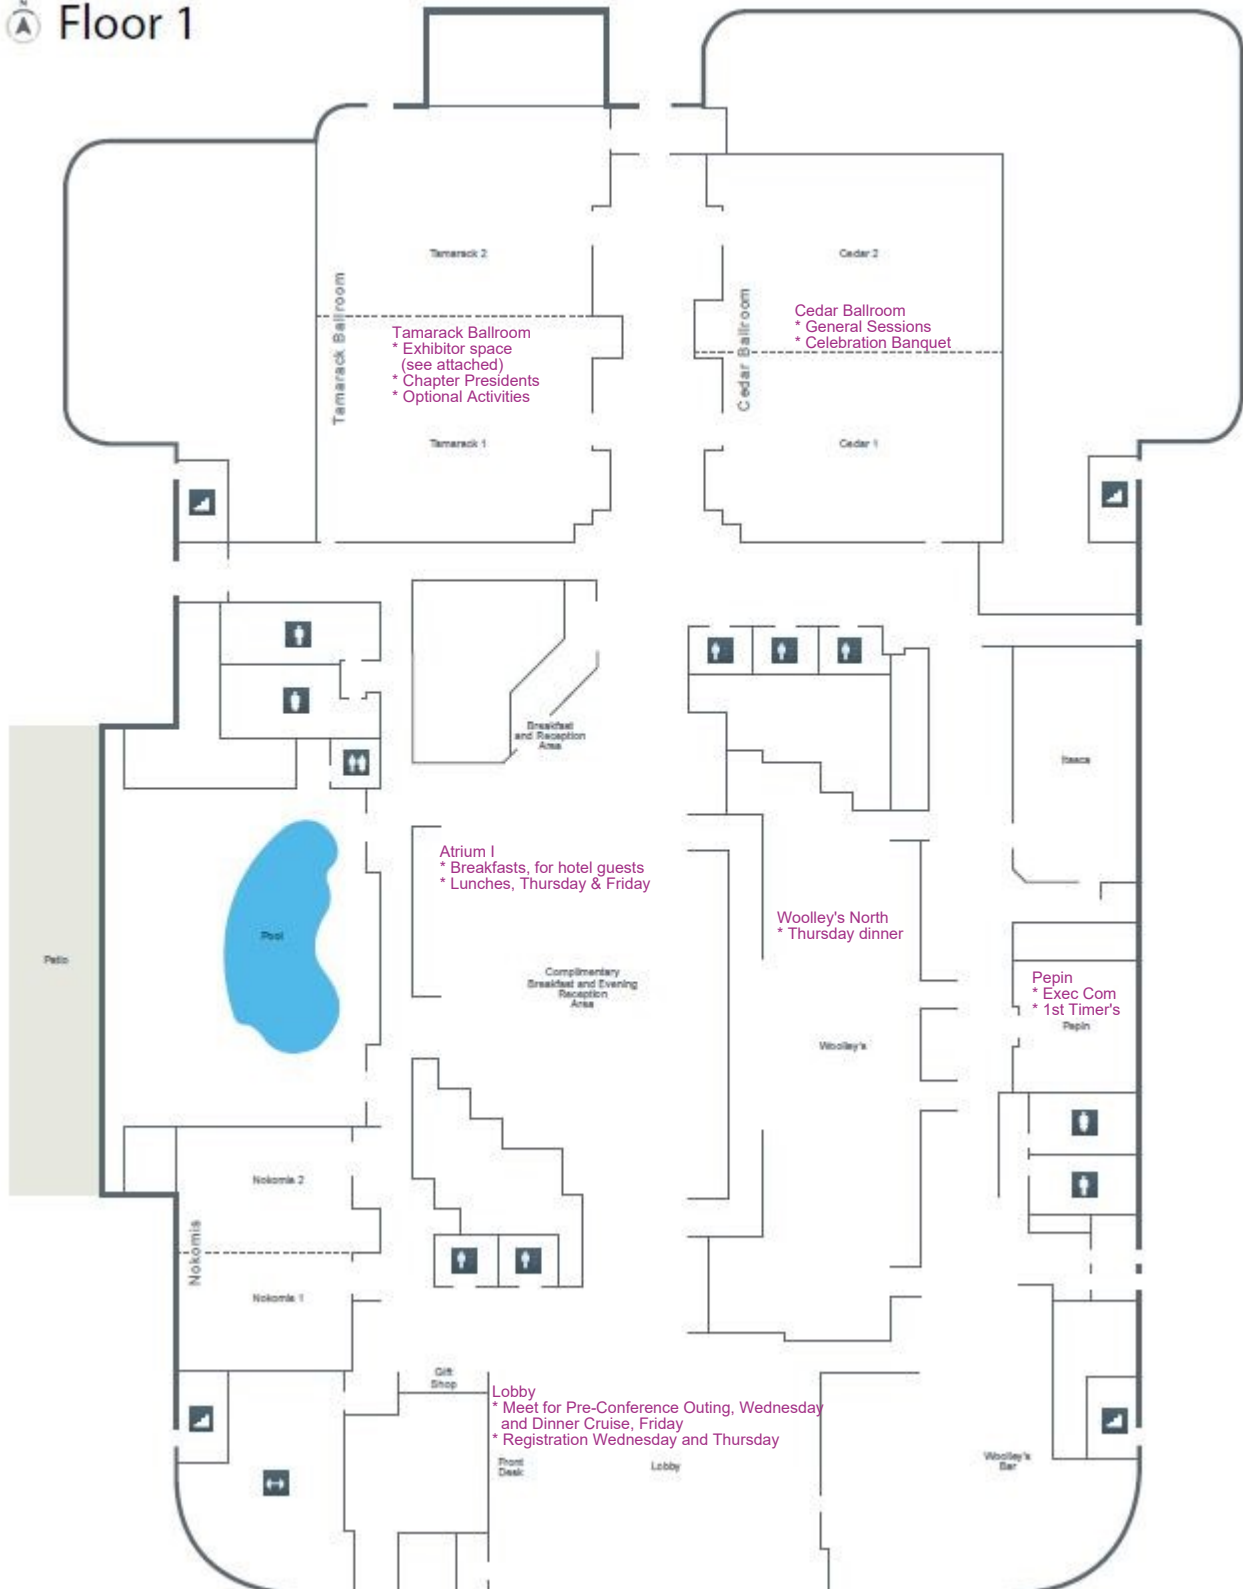 N
Floor 1
Tamarack 2
Cedar 2
Tamarack Ballroom
Cedar Ballroom
Tamarack Ballroom
* Exhibitor space
(see attached)
* Chapter Presidents
* Optional Activities
Cedar Ballroom
* General Sessions
* Celebration Banquet
Tamarack 1
Cedar 1
Breakfast
and Reception
Area
Itasca
Atrium I
* Breakfasts, for hotel guests
* Lunches, Thursday & Friday
Woolley's North
* Thursday dinner
Patio
Pool
Complimentary
Breakfast and Evening
Reception
Area
Pepin
* Exec Com
* 1st Timer's
Pepin
Woolley's
Nokomis 2
Nokomis
Nokomis 1
Gift
Shop
Lobby
* Meet for Pre-Conference Outing, Wednesday
and Dinner Cruise, Friday
* Registration Wednesday and Thursday
Front
Desk
Lobby
Woolley's
Bar